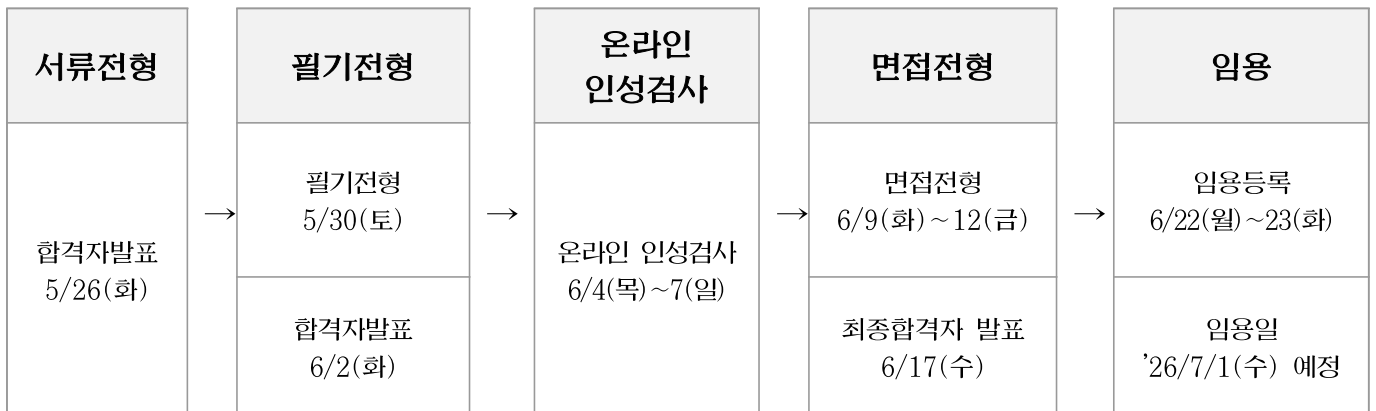 서류전형
합격자발표
5/26(화)
→
필기전형
필기전형
5/30(토)
합격자발표
6/2(화)
→
온라인
인성검사
온라인 인성검사
6/4(목)~7(일)
→
면접전형
면접전형
6/9(화)~12(금)
최종합격자 발표
6/17(수)
→
임용
임용등록
6/22(월)~23(화)
임용일
’26/7/1(수) 예정